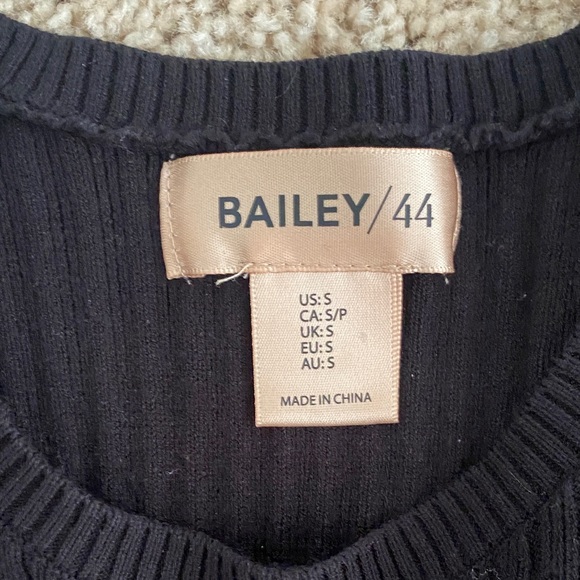 BAILEY/44
US: S
CA: S/P
UK: S
EU: S
AU: S
MADE IN CHINA